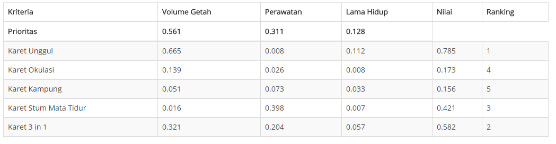 Kriteria Volume Getah Perawatan Lama Hidup Nilai Ranking
Prioritas 0.561 0.311 0.128
Karet Unggul 0.665 0.008 0.112 0.785 1
Karet Okulasi 0.139 0.026 0.008 0.173 4
Karet Kampung 0.051 0.073 0.033 0.156 5
Karet Stum Mata Tidur 0.016 0.398 0.007 0.421 3
Karet 3 in 1 0.321 0.204 0.057 0.582 2